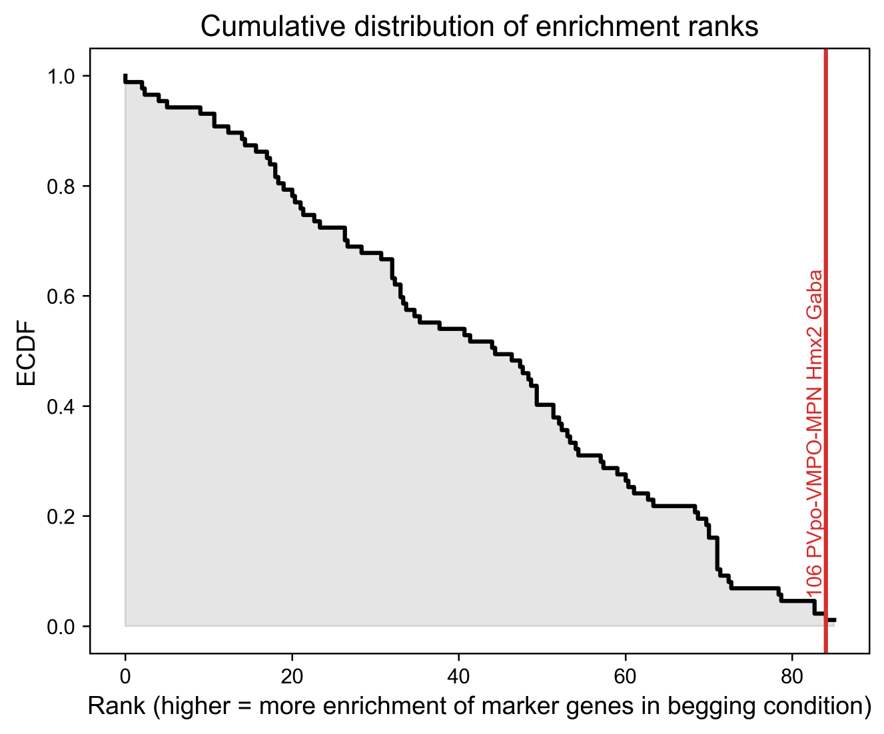 Cumulative distribution of enrichment ranks
ECDF
1.0
0.8
0.6
0.4
0.2
0.0
106 PVpo-VMPO-MPN Hmx2 Gaba
0
20
40
60
80
Rank (higher = more enrichment of marker genes in begging condition)